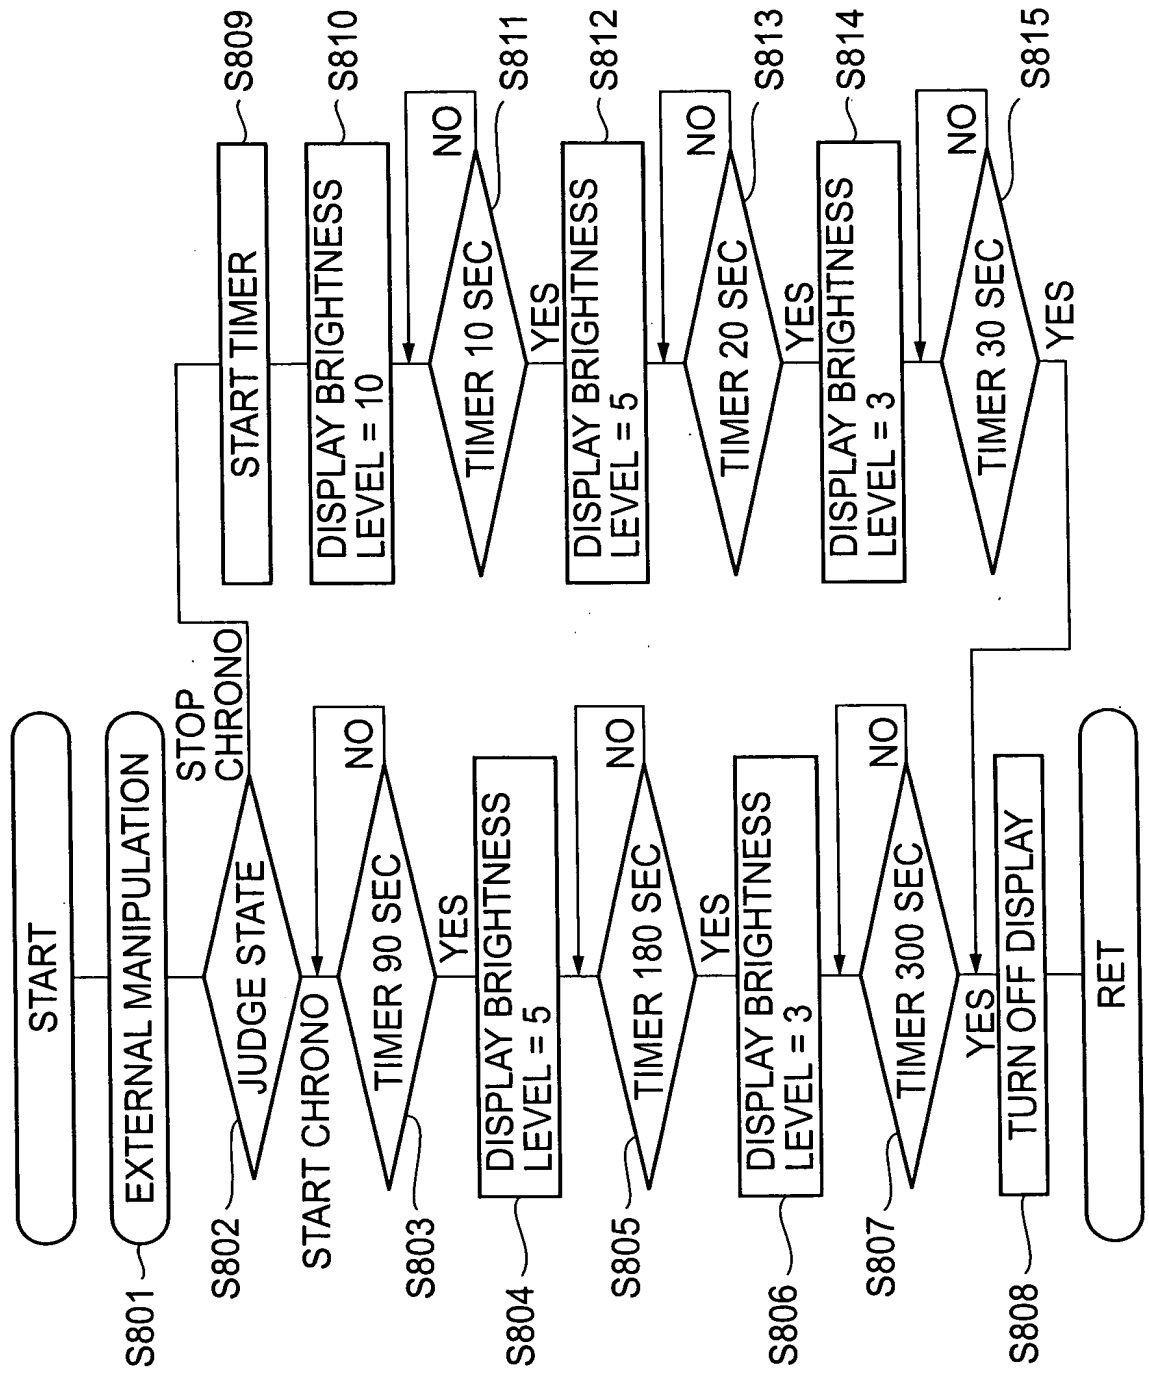 START
S801
EXTERNAL MANIPULATION
S802
JUDGE STATE
STOP
CHRONO
START CHRONO
S803
TIMER 90 SEC
NO
YES
S804
DISPLAY BRIGHTNESS
LEVEL = 5
S805
TIMER 180 SEC
NO
YES
S806
DISPLAY BRIGHTNESS
LEVEL = 3
S807
TIMER 300 SEC
NO
YES
S808
TURN OFF DISPLAY
RET
START TIMER
S809
DISPLAY BRIGHTNESS
LEVEL = 10
S810
TIMER 10 SEC
NO
S811
YES
DISPLAY BRIGHTNESS
LEVEL = 5
S812
TIMER 20 SEC
NO
S813
YES
DISPLAY BRIGHTNESS
LEVEL = 3
S814
TIMER 30 SEC
NO
S815
YES